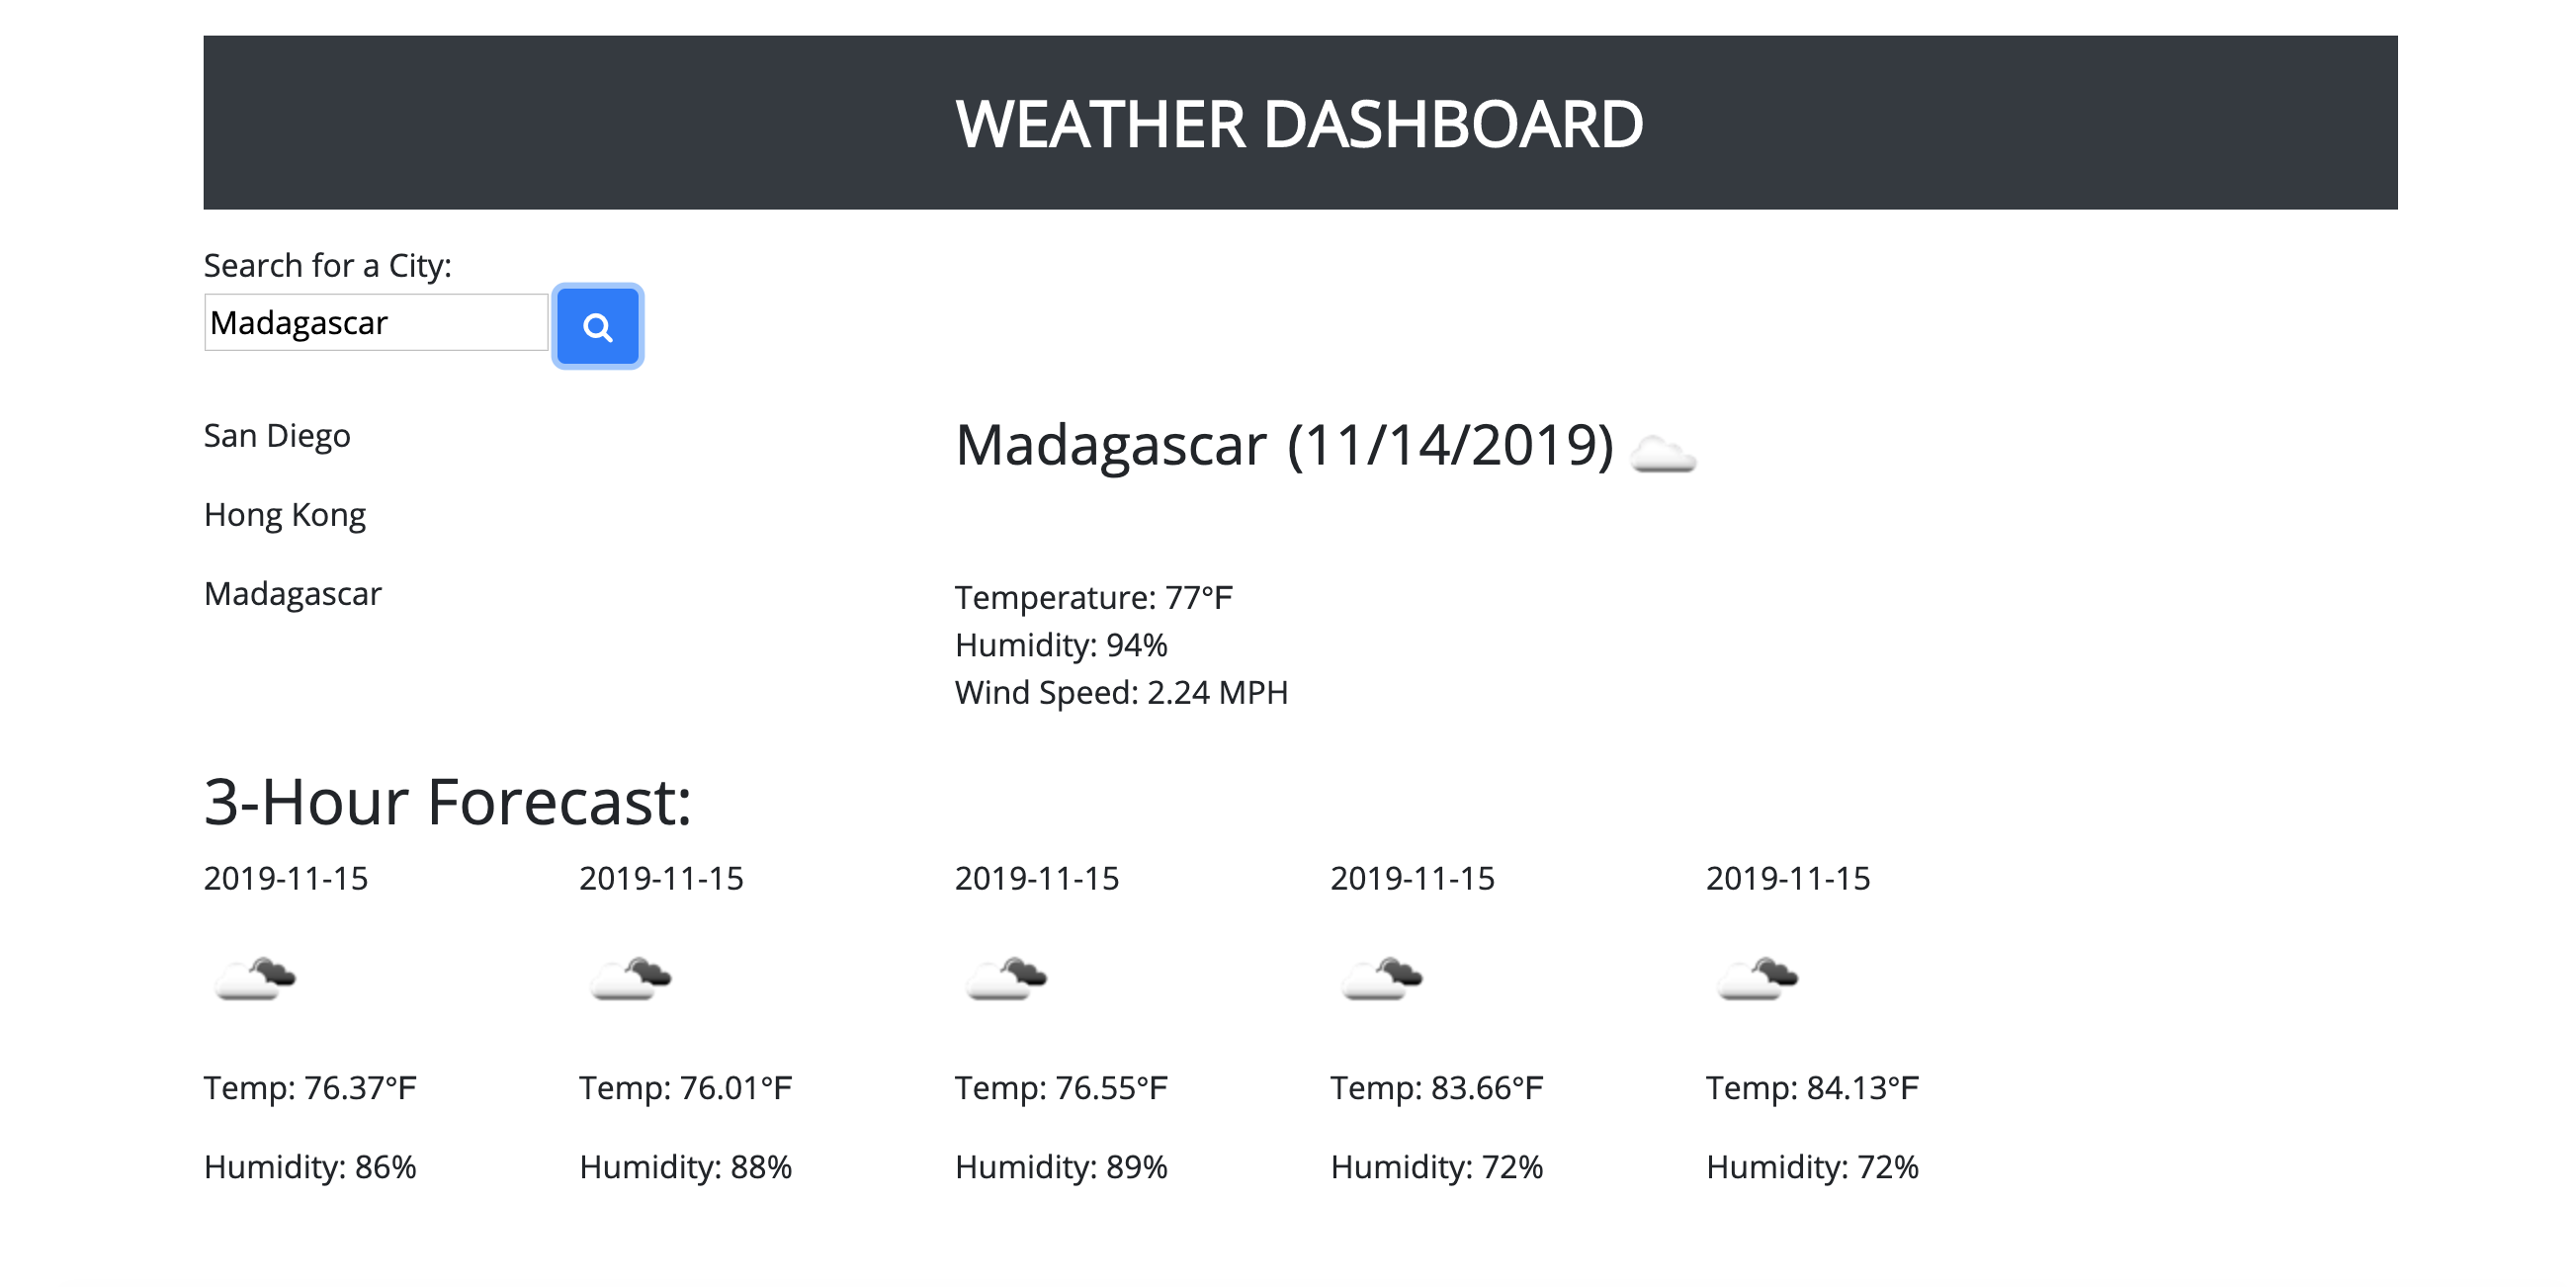 WEATHER DASHBOARD
Search for a City:
Madagascar
San Diego
Hong Kong
Madagascar
Madagascar (11/14/2019)
Temperature: 77°F
Humidity: 94%
Wind Speed: 2.24 MPH
3-Hour Forecast:
2019-11-15 2019-11-15 2019-11-15 2019-11-15 2019-11-15
Temp: 76.37°F Temp: 76.01°F Temp: 76.55°F Temp: 83.66°F Temp: 84.13°F
Humidity: 86% Humidity: 88% Humidity: 89% Humidity: 72% Humidity: 72%